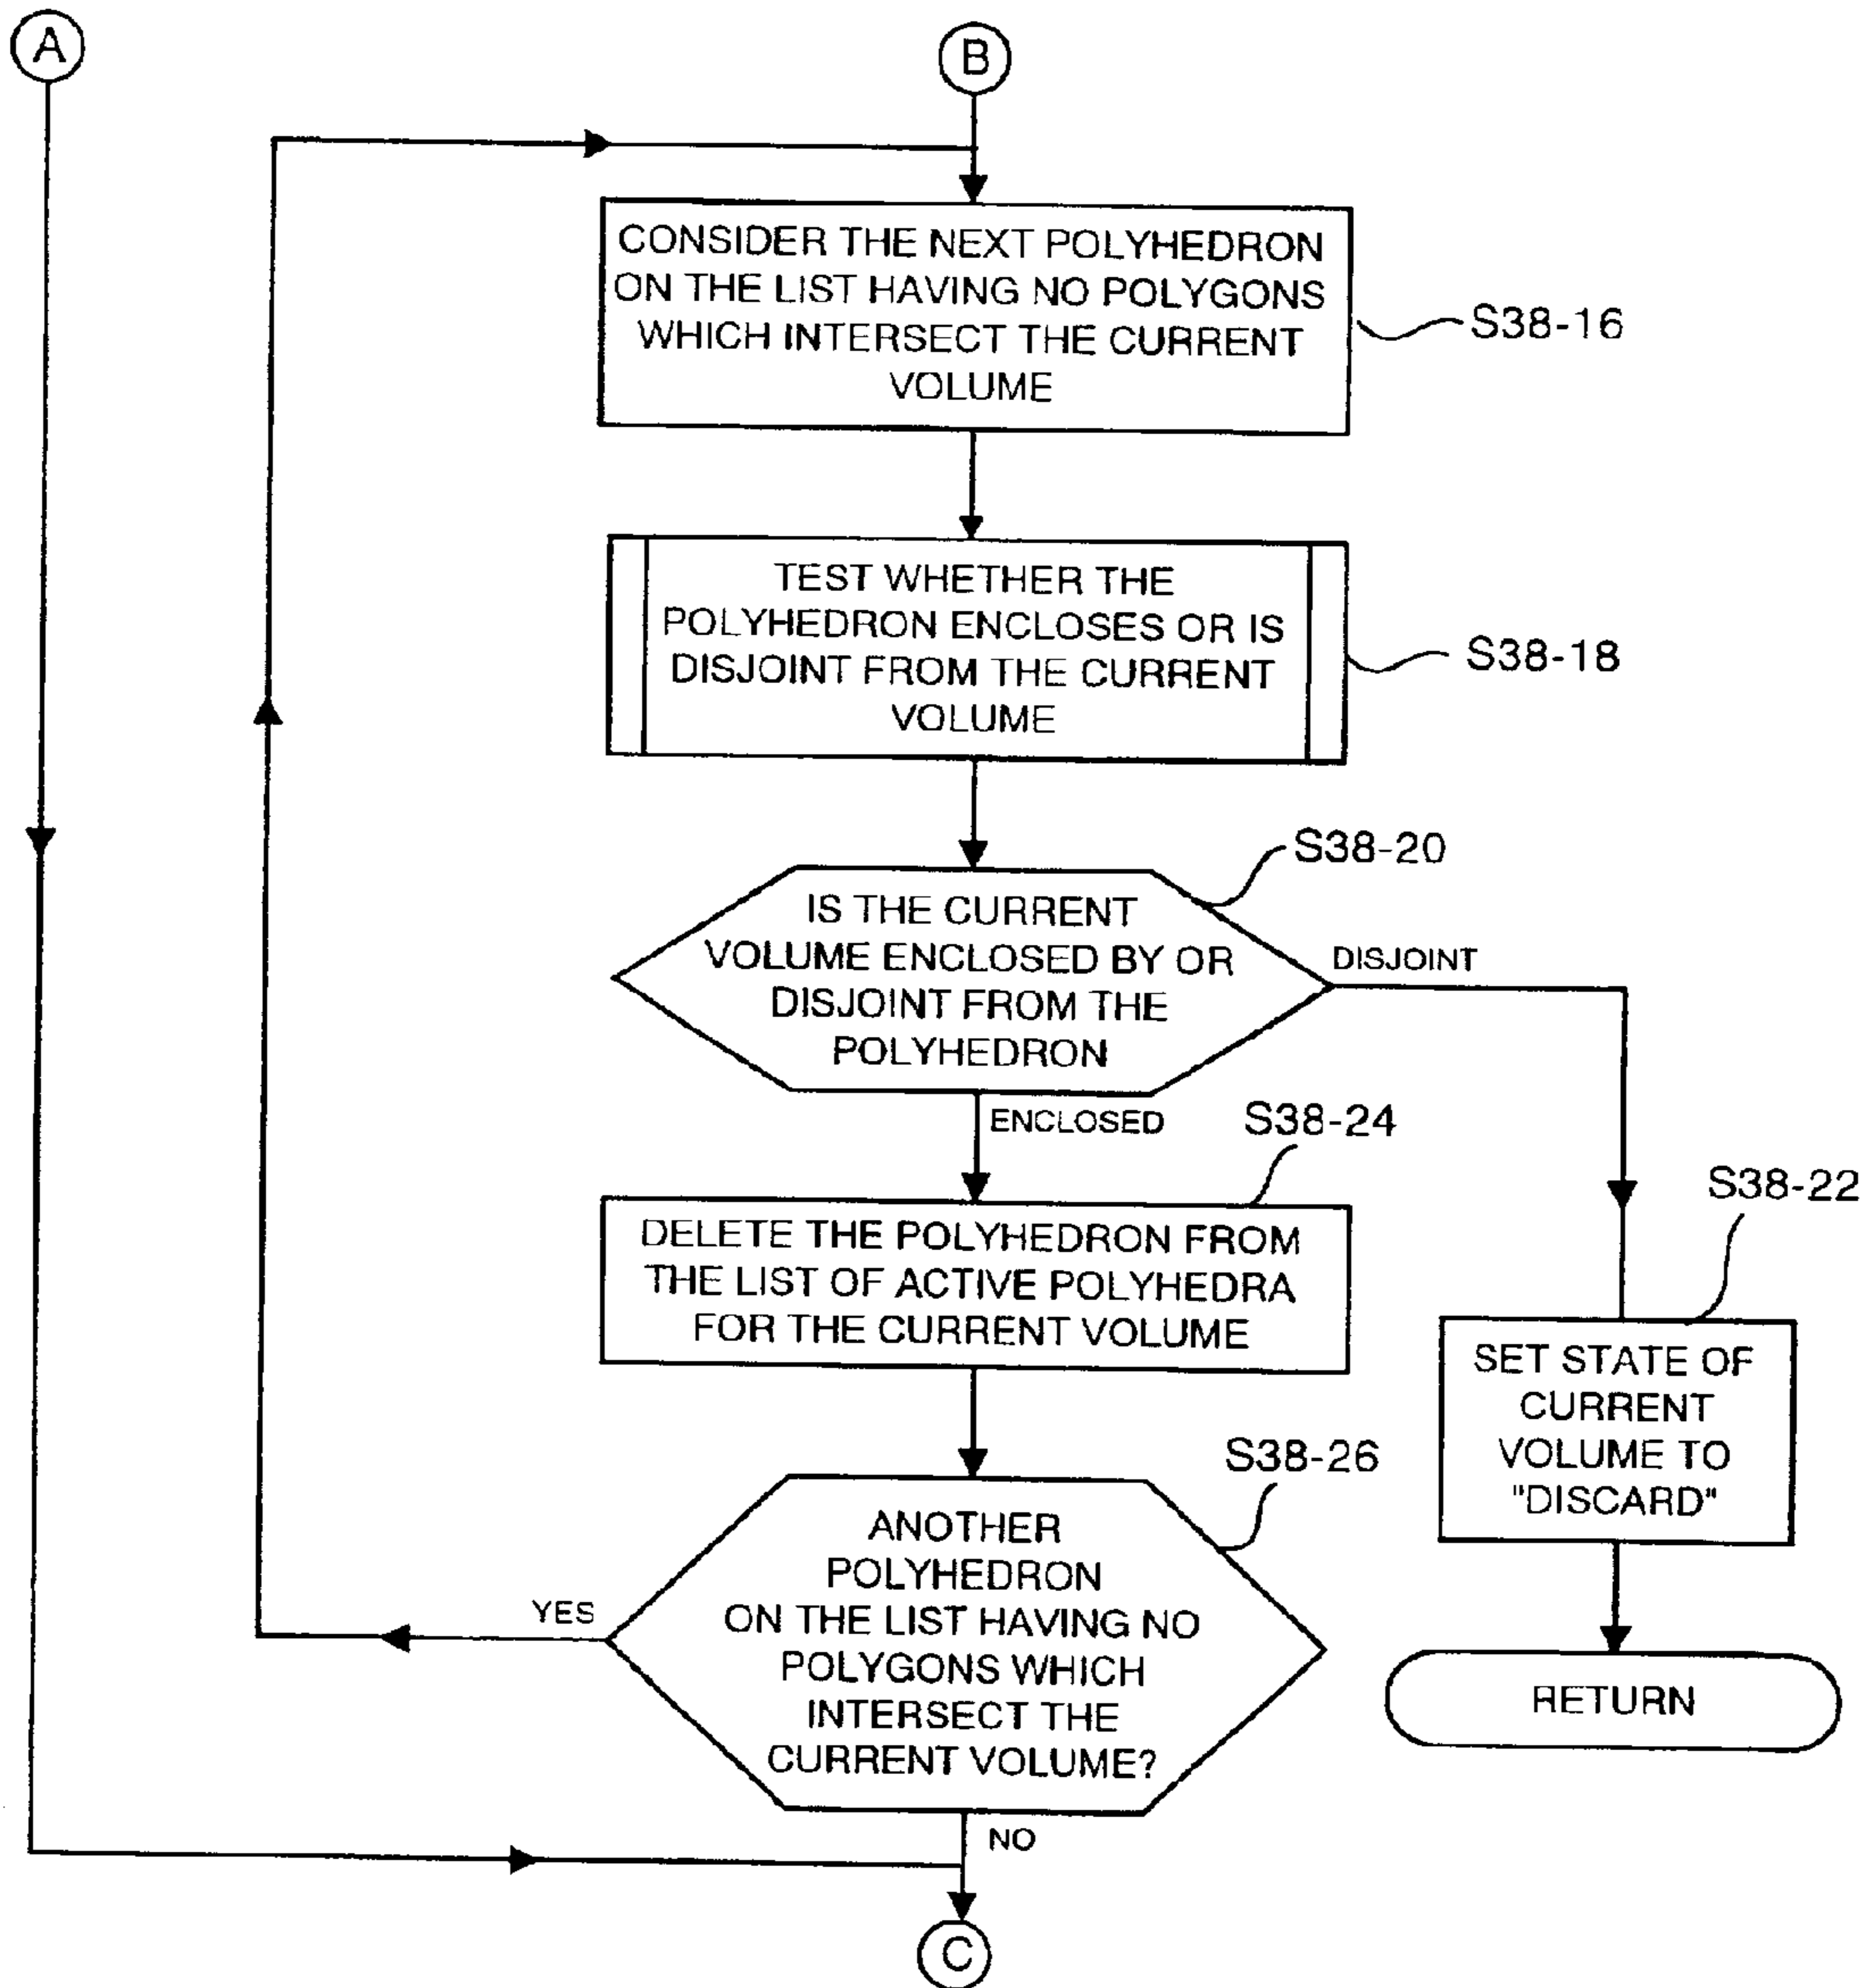 A
B
CONSIDER THE NEXT POLYHEDRON
ON THE LIST HAVING NO POLYGONS
WHICH INTERSECT THE CURRENT
VOLUME
S38-16
TEST WHETHER THE
POLYHEDRON ENCLOSES OR IS
DISJOINT FROM THE CURRENT
VOLUME
S38-18
S38-20
IS THE CURRENT
VOLUME ENCLOSED BY OR
DISJOINT FROM THE
POLYHEDRON
DISJOINT
ENCLOSED
S38-24
DELETE THE POLYHEDRON FROM
THE LIST OF ACTIVE POLYHEDRA
FOR THE CURRENT VOLUME
S38-22
SET STATE OF
CURRENT
VOLUME TO
"DISCARD"
S38-26
ANOTHER
POLYHEDRON
ON THE LIST HAVING NO
POLYGONS WHICH
INTERSECT THE
CURRENT VOLUME?
YES
RETURN
NO
C